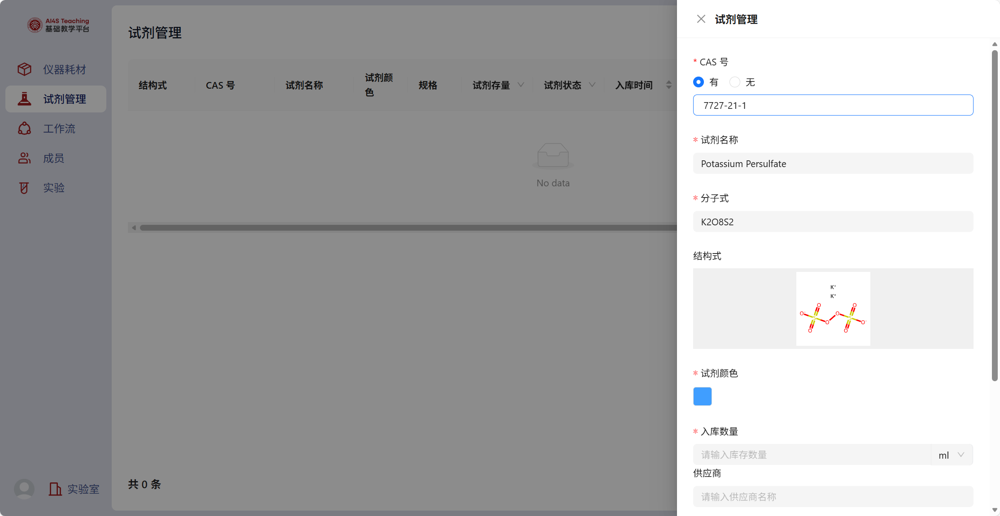 AI4S Teaching
基础教学平台
仪器耗材
试剂管理
工作流
成员
实验
实验室
试剂管理
结构式
CAS 号
试剂名称
试剂颜
色
规格
试剂存量
试剂状态
入库时间
No data
共 0 条
试剂管理
* CAS 号
有
无
7727-21-1
* 试剂名称
Potassium Persulfate
* 分子式
K2O8S2
结构式
K+
K+
O
O
O-
S
O
O
S
O-
O
O
* 试剂颜色
* 入库数量
请输入库存数量
ml
供应商
请输入供应商名称